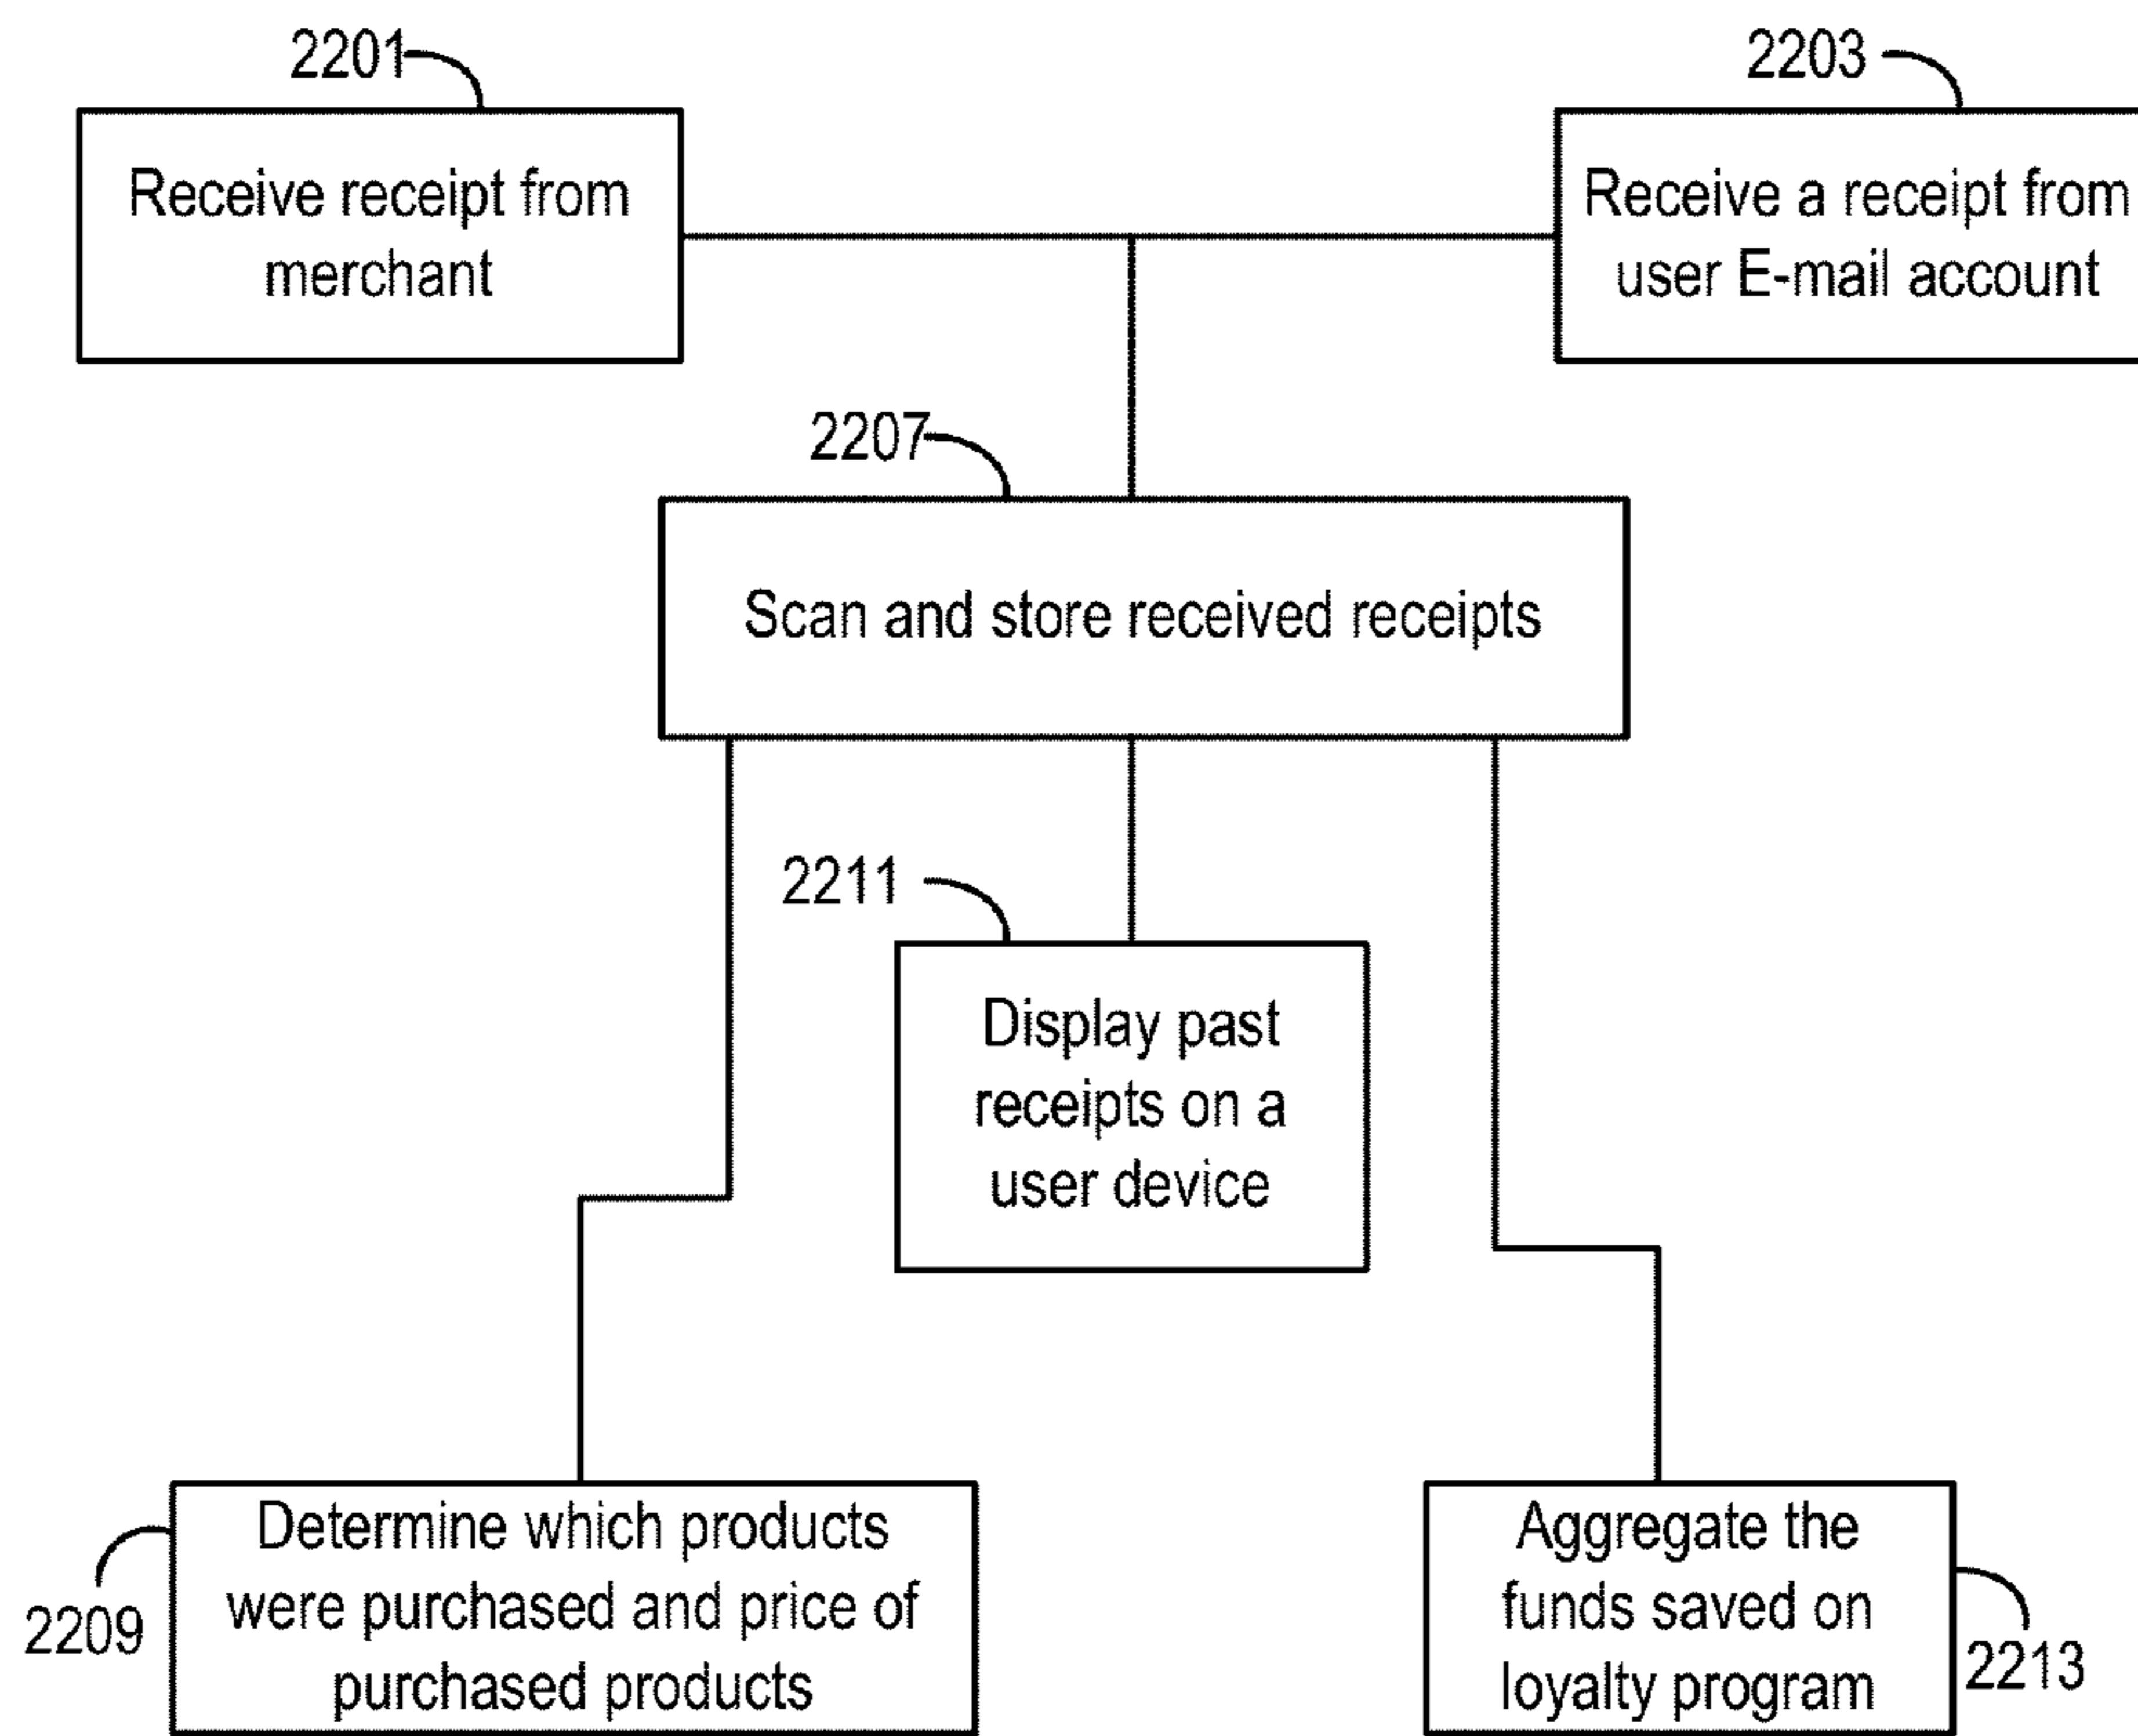 2201
2203
Receive receipt from
merchant
Receive a receipt from
user E-mail account
2207
Scan and store received receipts
2211
Display past
receipts on a
user device
Determine which products
were purchased and price of
purchased products
2209
Aggregate the
funds saved on
loyalty program
2213